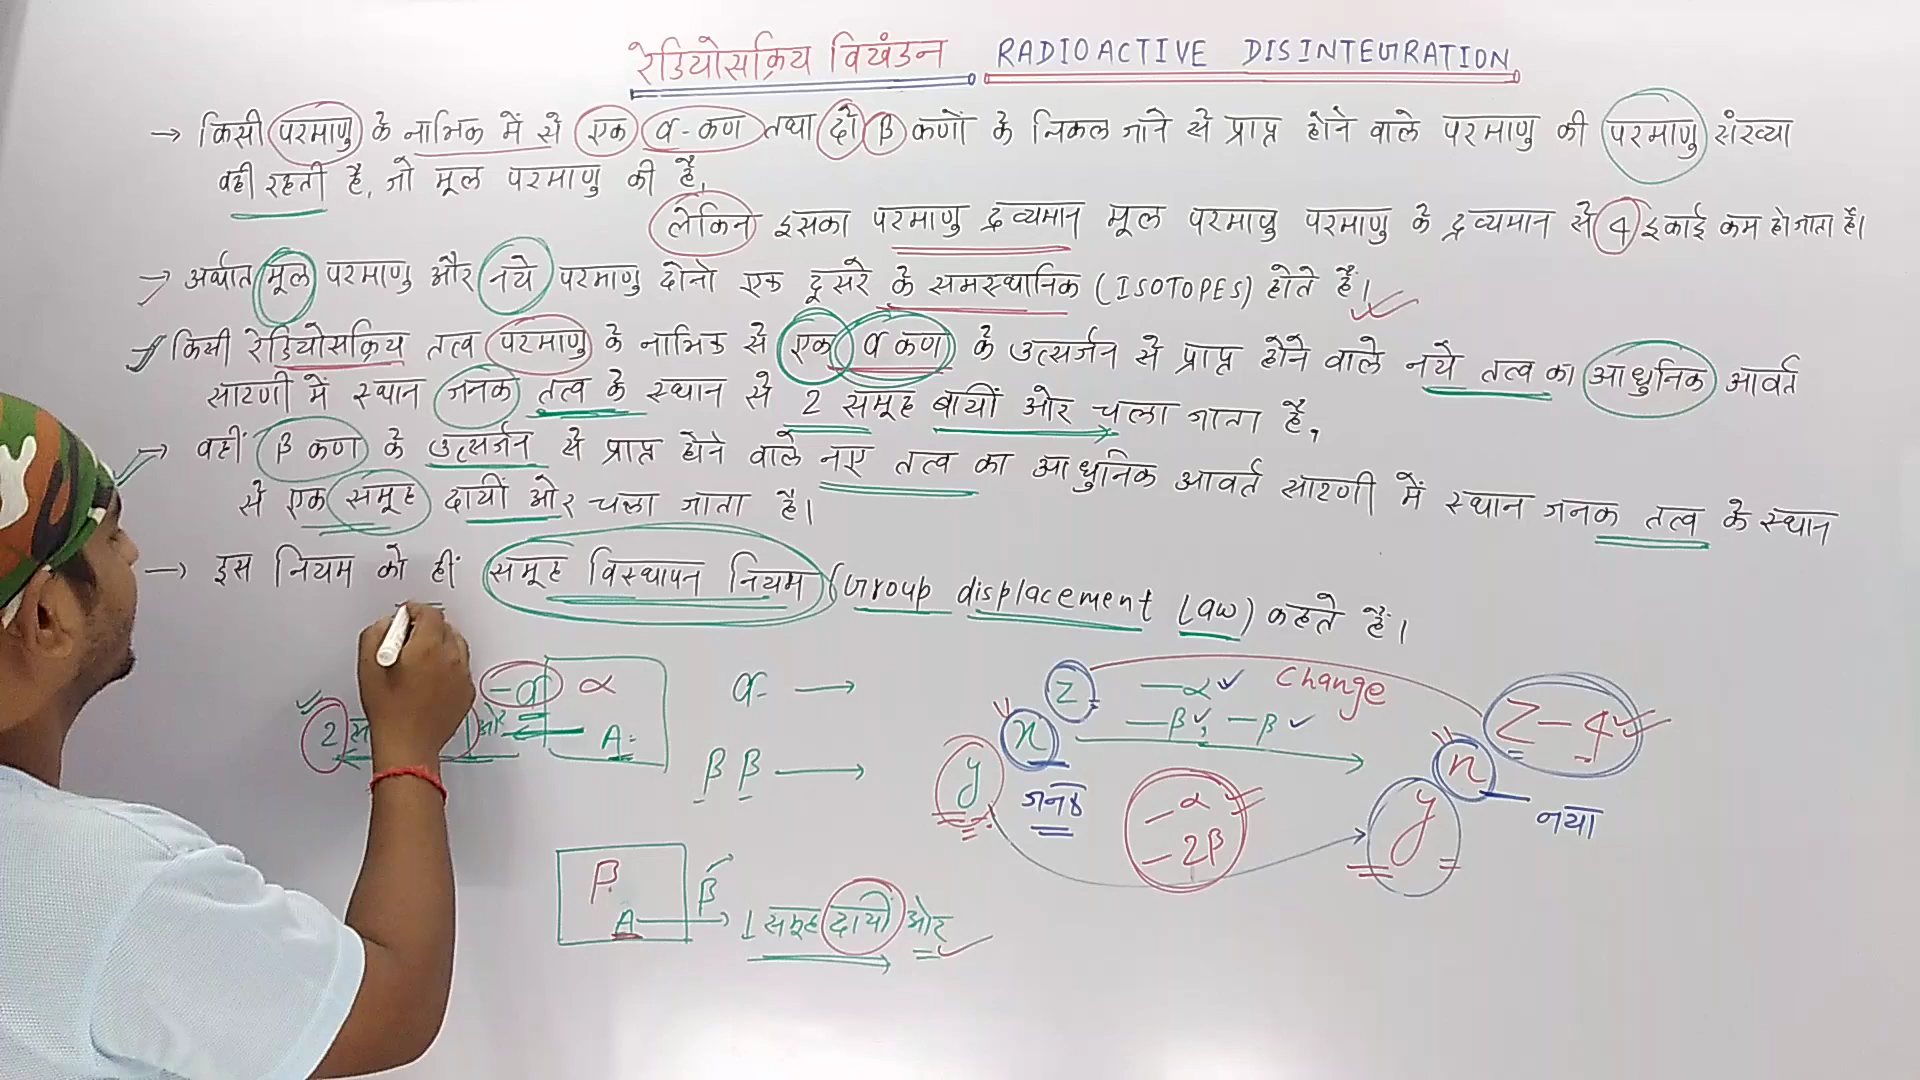 रेडियोसक्रिय विखंडन RADIOACTIVE DISINTEGRATION
→ किसी परमाणु के नाभिक में से एक α-कण तथा दो β कणों के निकल जाने से प्राप्त होने वाले परमाणु की परमाणु संख्या
वही रहती है, जो मूल परमाणु की है,
लेकिन इसका परमाणु द्रव्यमान मूल परमाणु परमाणु के द्रव्यमान से 4 इकाई कम हो जाता है।
→ अर्थात मूल परमाणु और नये परमाणु दोनो एक दूसरे के समस्थानिक (ISOTOPES) होते हैं।
→ किसी रेडियोसक्रिय तत्व परमाणु के नाभिक से एक α कण के उत्सर्जन से प्राप्त होने वाले नये तत्व का आधुनिक आवर्त
सारणी में स्थान जनक तत्व के स्थान से 2 समूह बायीं ओर चला जाता है,
→ वहीं β कण के उत्सर्जन से प्राप्त होने वाले नए तत्व का आधुनिक आवर्त सारणी में स्थान जनक तत्व के स्थान
से एक समूह दायीं ओर चला जाता है।
→ इस नियम को हीं समूह विस्थापन नियम (Group displacement law) कहते हैं।
2 ओर -α α A
α →
β β →
z —α Change z-4
—β, —β
x n
y जनक -α -2β y नया
β A → β 1 समूह दायीं ओर